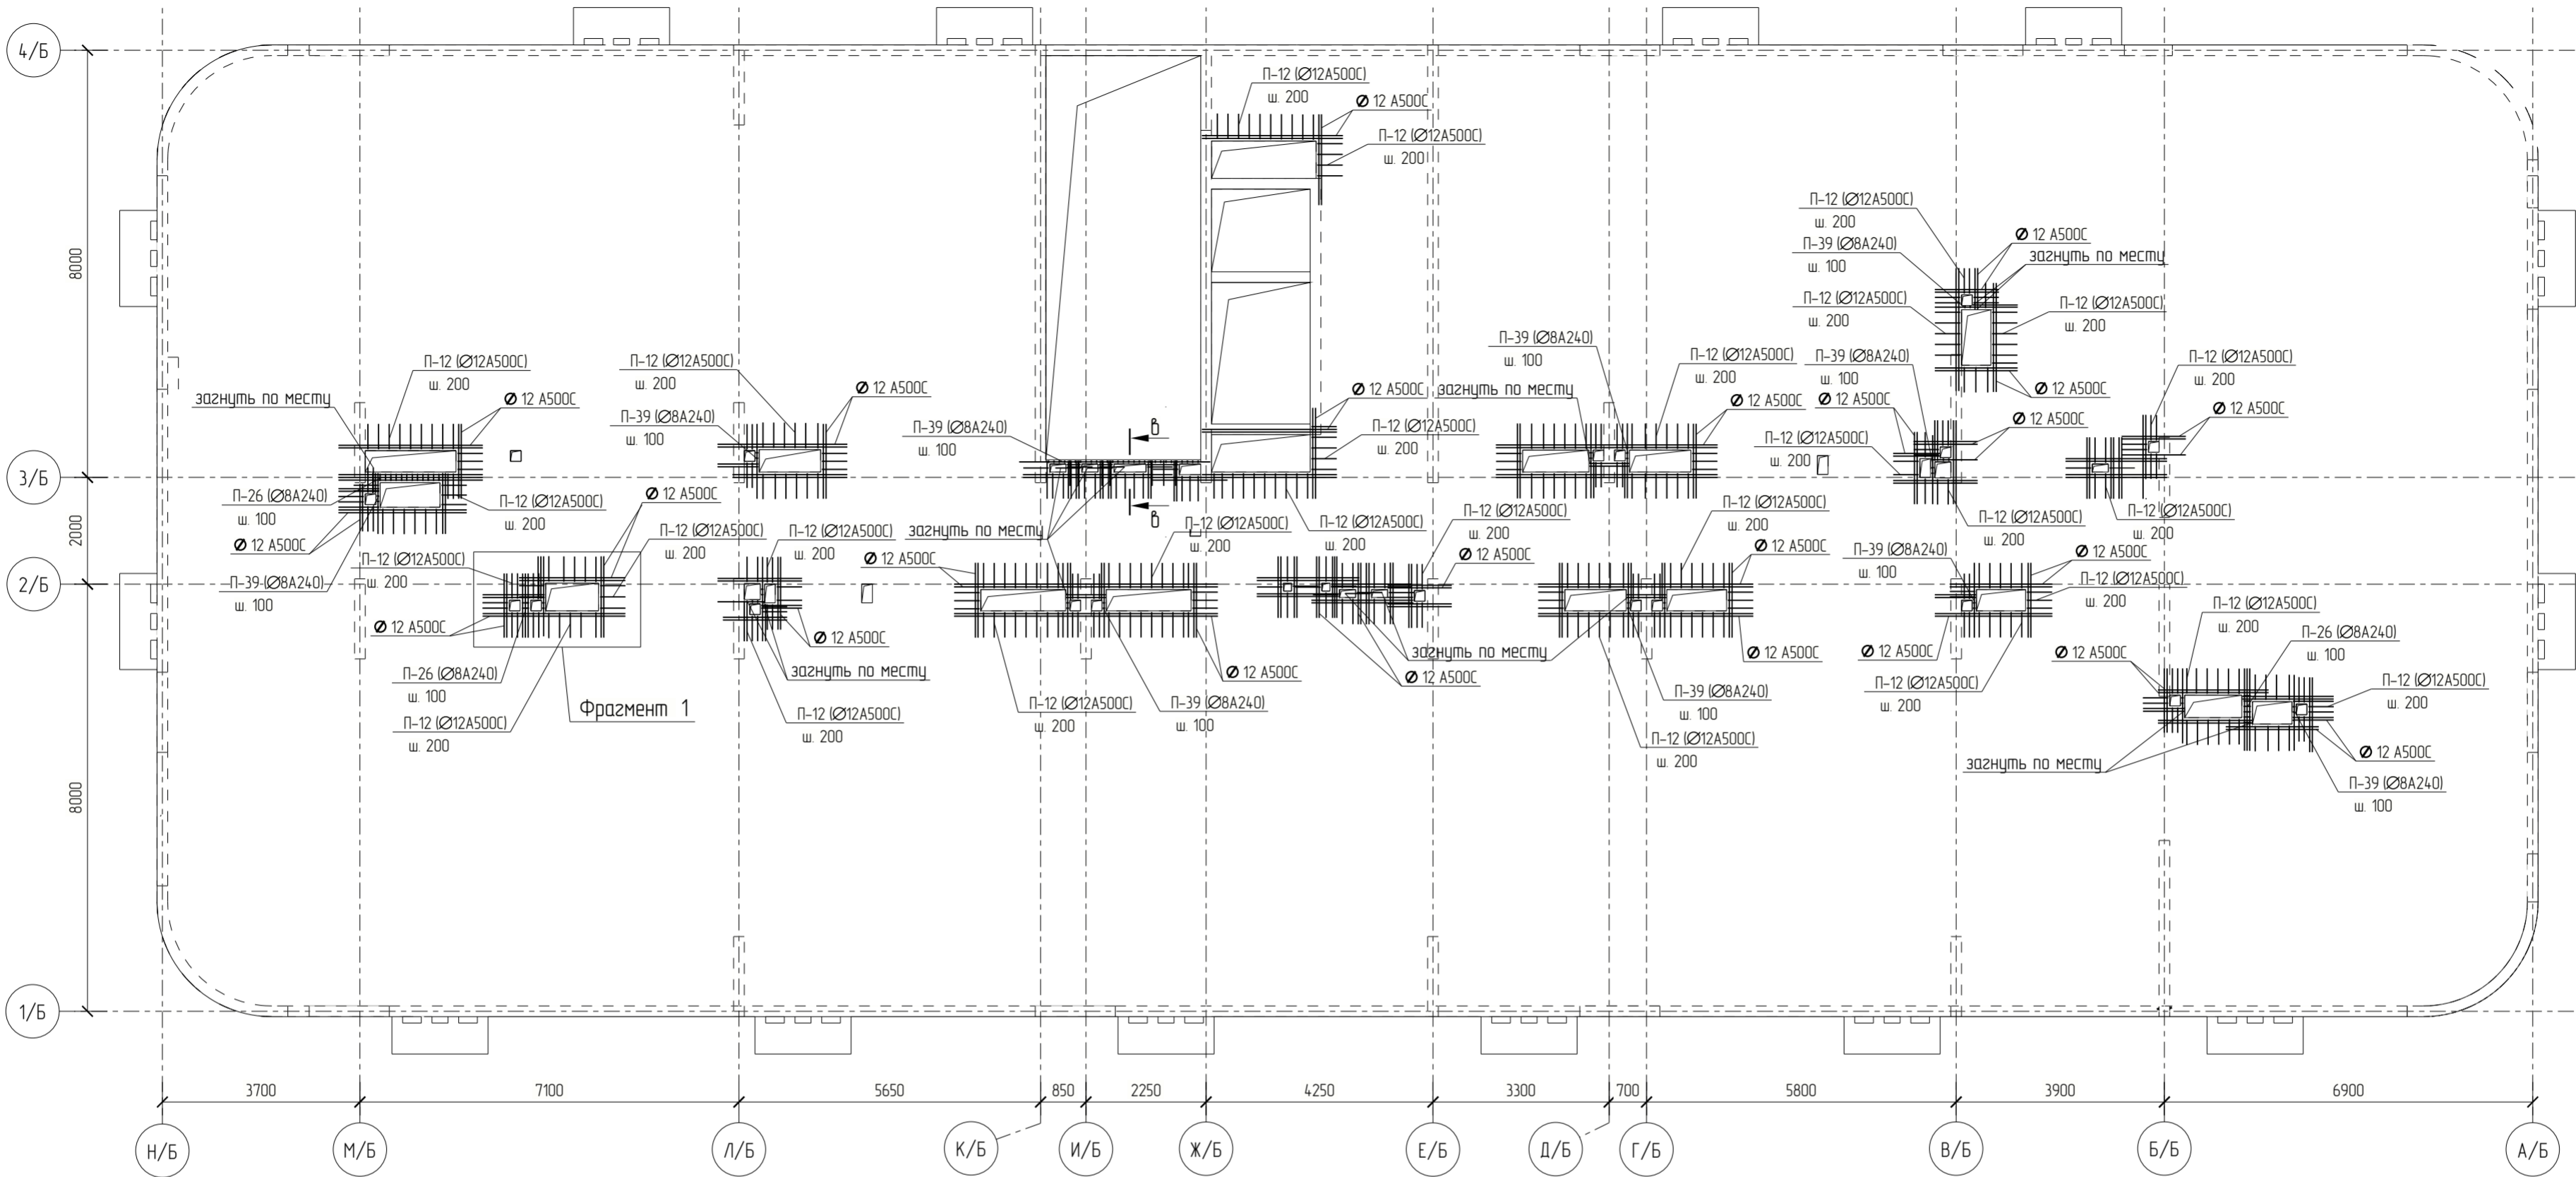 4/Б
П-12 (Ø12А500С)
ш. 200
Ø 12 А500С
П-12 (Ø12А500С)
ш. 200
8000
П-12 (Ø12А500С)
ш. 200
Ø 12 А500С
П-39 (Ø8А240)
ш. 100
загнуть по месту
П-12 (Ø12А500С)
ш. 200
П-12 (Ø12А500С)
ш. 200
П-39 (Ø8А240)
ш. 100
П-12 (Ø12А500С)
ш. 200
П-39 (Ø8А240)
ш. 100
П-12 (Ø12А500С)
ш. 200
П-12 (Ø12А500С)
ш. 200
П-12 (Ø12А500С)
ш. 200
загнуть по месту
Ø 12 А500С
Ø 12 А500С
Ø 12 А500С
загнуть по месту
Ø 12 А500С
Ø 12 А500С
Ø 12 А500С
Ø 12 А500С
Ø 12 А500С
П-39 (Ø8А240)
ш. 100
П-39 (Ø8А240)
ш. 100
В
П-12 (Ø12А500С)
ш. 200
П-12 (Ø12А500С)
ш. 200
3/Б
П-26 (Ø8А240)
ш. 100
П-12 (Ø12А500С)
ш. 200
Ø 12 А500С
В
П-12 (Ø12А500С)
ш. 200
П-12 (Ø12А500С)
ш. 200
П-12 (Ø12А500С)
ш. 200
П-12 (Ø12А500С)
ш. 200
П-12 (Ø12А500С)
ш. 200
П-12 (Ø12А500С)
ш. 200
2000
Ø 12 А500С
П-12 (Ø12А500С)
ш. 200
П-12 (Ø12А500С)
ш. 200
загнуть по месту
П-12 (Ø12А500С)
ш. 200
Ø 12 А500С
Ø 12 А500С
Ø 12 А500С
П-39 (Ø8А240)
ш. 100
Ø 12 А500С
2/Б
П-39 (Ø8А240)
ш. 100
П-12 (Ø12А500С)
ш. 200
Ø 12 А500С
Ø 12 А500С
загнуть по месту
Ø 12 А500С
загнуть по месту
Ø 12 А500С
Ø 12 А500С
Ø 12 А500С
Ø 12 А500С
П-12 (Ø12А500С)
ш. 200
П-26 (Ø8А240)
ш. 100
П-26 (Ø8А240)
ш. 100
П-12 (Ø12А500С)
ш. 200
Фрагмент 1
П-12 (Ø12А500С)
ш. 200
П-12 (Ø12А500С)
ш. 200
П-39 (Ø8А240)
ш. 100
П-39 (Ø8А240)
ш. 100
П-12 (Ø12А500С)
ш. 200
П-12 (Ø12А500С)
ш. 200
П-12 (Ø12А500С)
ш. 200
Ø 12 А500С
загнуть по месту
П-39 (Ø8А240)
ш. 100
8000
1/Б
3700
7100
5650
850
2250
4250
3300
700
5800
3900
6900
Н/Б
М/Б
Л/Б
К/Б
И/Б
Ж/Б
Е/Б
Д/Б
Г/Б
В/Б
Б/Б
А/Б